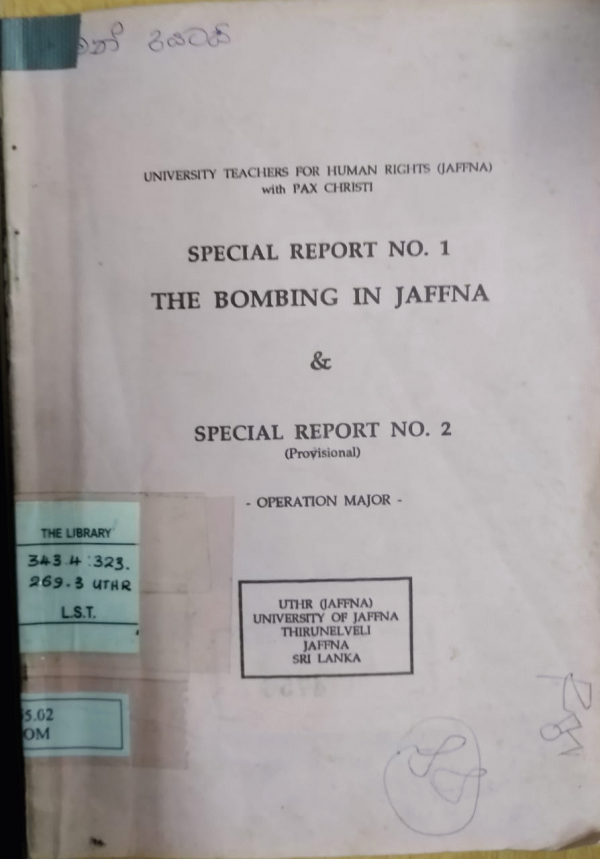 UNIVERSITY TEACHERS FOR HUMAN RIGHTS (JAFFNA)
with PAX CHRISTI
SPECIAL REPORT NO. 1
THE BOMBING IN JAFFNA
&
SPECIAL REPORT NO. 2
(Provisional)
- OPERATION MAJOR -
THE LIBRARY
343.4:323.
269.3 UTHR
L.S.T.
UTHR (JAFFNA)
UNIVERSITY OF JAFFNA
THIRUNELVELI
JAFFNA
SRI LANKA
5.02
OM